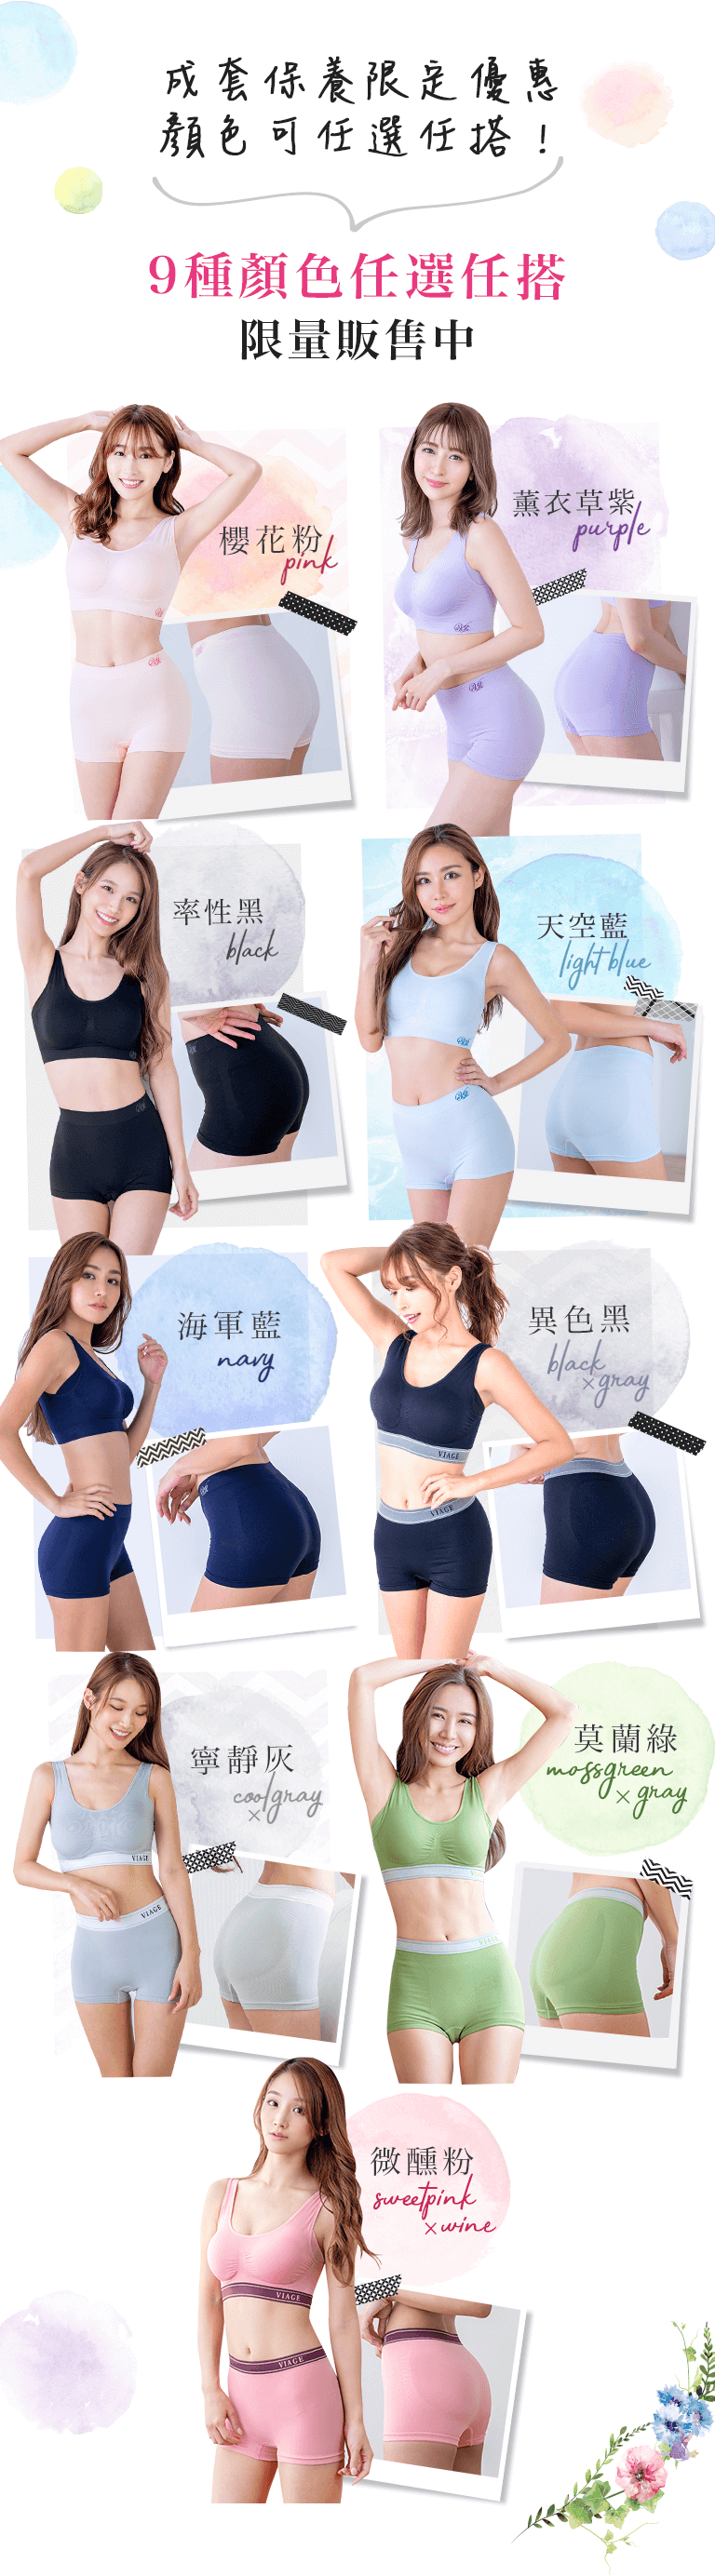 成套保養限定優惠
顏色可任選任搭！
9種顏色任選任搭
限量販售中
櫻花粉
pink
薰衣草紫
purple
率性黑
black
天空藍
light blue
海軍藍
navy
異色黑
black
×gray
VIAGE
VIAGE
寧靜灰
coolgray
×
VIAGE
VIAGE
莫蘭綠
mossgreen
×gray
VIAGE
微醺粉
sweetpink
×wine
VIAGE
VIAGE